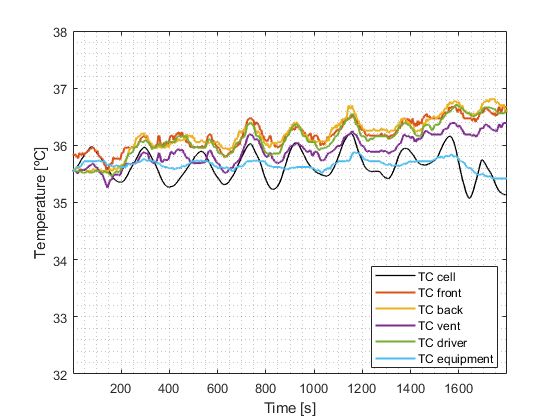 38
37
36
35
34
33
32
Temperature [ºC]
200 400 600 800 1000 1200 1400 1600
Time [s]
TC cell
TC front
TC back
TC vent
TC driver
TC equipment